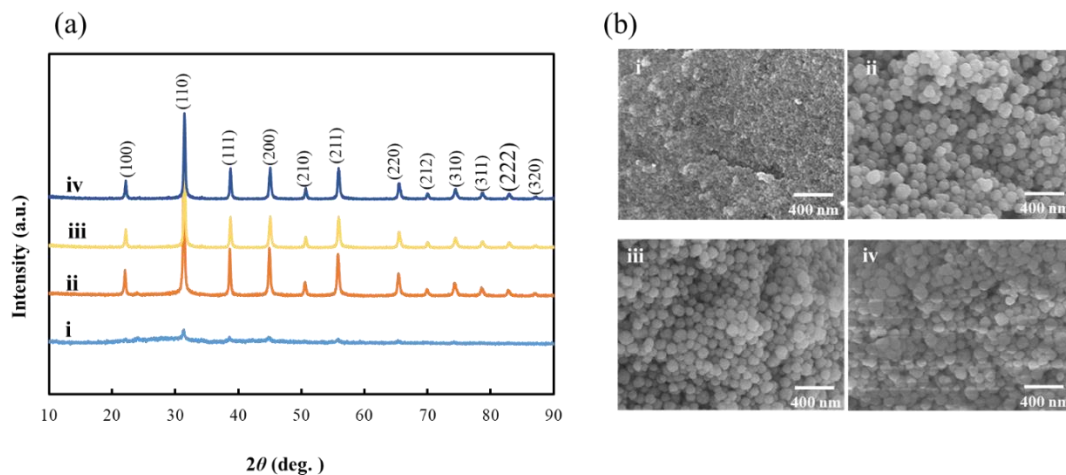 (a)
(100)
(110)
(111)
(200)
(210)
(211)
(220)
(212)
(310)
(311)
(222)
(320)
iv
iii
ii
i
Intensity (a.u.)
10 20 30 40 50 60 70 80 90
2θ (deg. )
(b)
i
400 nm
ii
400 nm
iii
400 nm
iv
400 nm